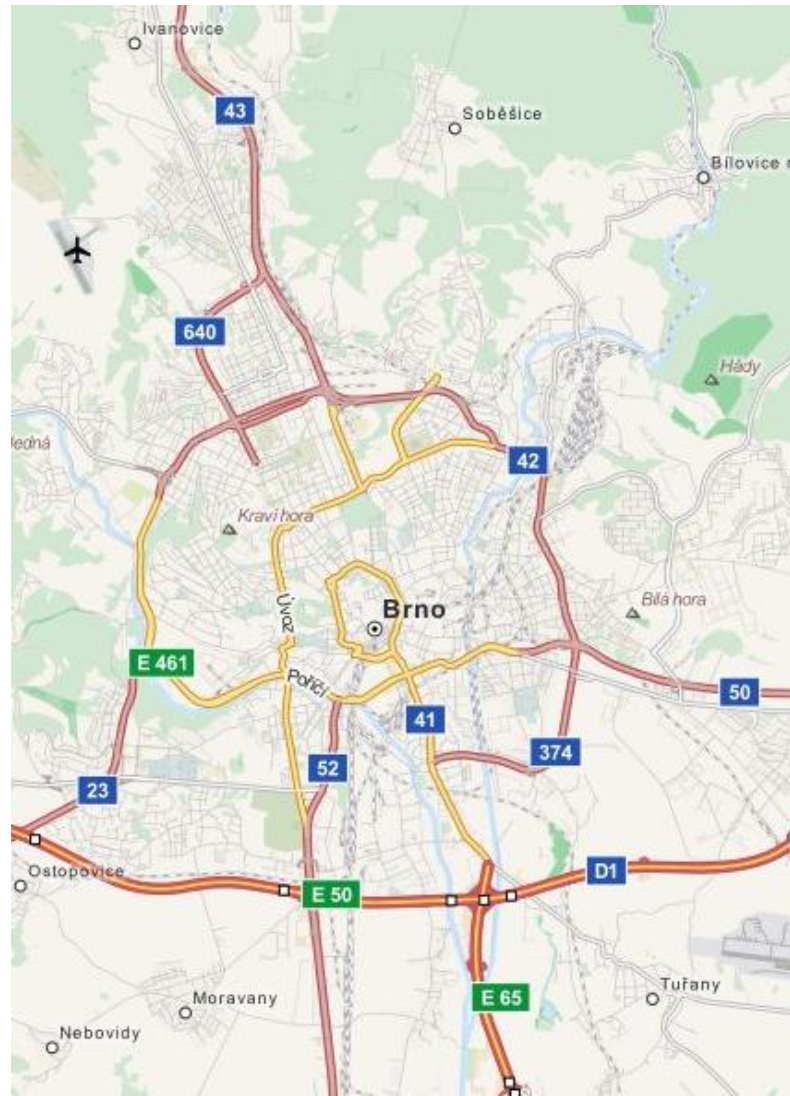 Ivanovice
43
Soběšice
Bílovice n
640
Hády
jedná
42
Kraví hora
Úvoz
Brno
Bílá hora
E 461
Poříčí
50
41
374
52
23
Ostopovice
E 50
D1
Tuřany
E 65
Moravany
Nebovidy